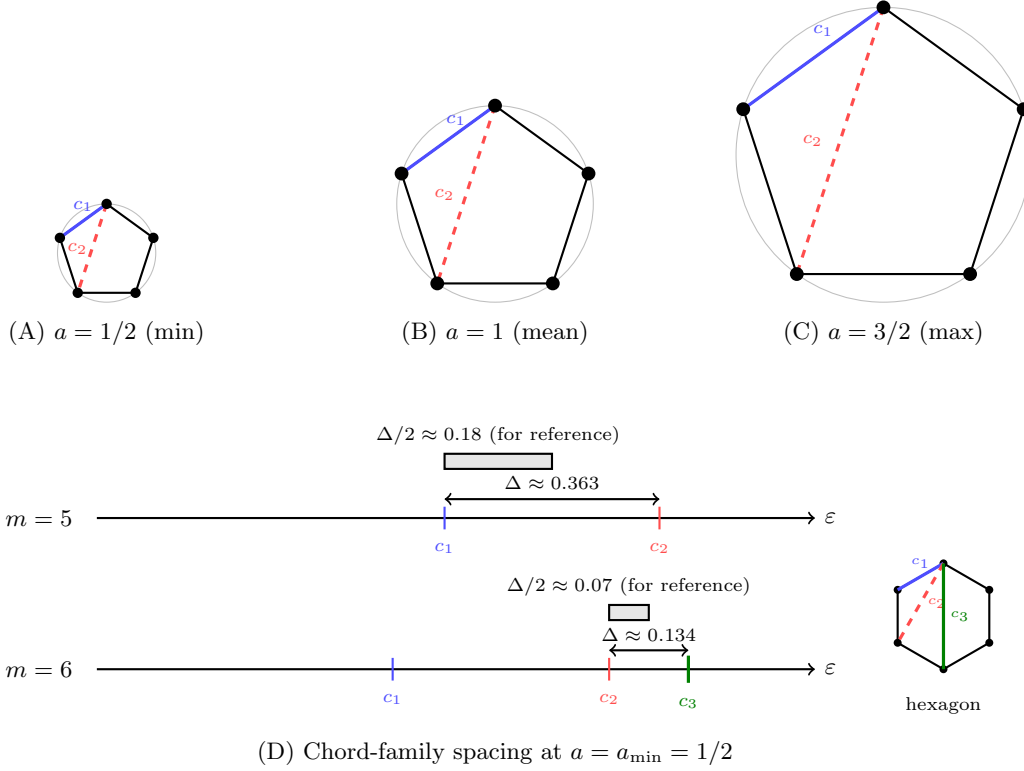 c₁
c₂
c₁
c₂
c₁
c₂
(A) a = 1/2 (min)
(B) a = 1 (mean)
(C) a = 3/2 (max)
Δ/2 ≈ 0.18 (for reference)
Δ ≈ 0.363
m = 5
ε
c₁
c₂
Δ/2 ≈ 0.07 (for reference)
Δ ≈ 0.134
m = 6
ε
c₁
c₂
c₃
c₁
c₂
c₃
hexagon
(D) Chord-family spacing at a = aₘᵢₙ = 1/2